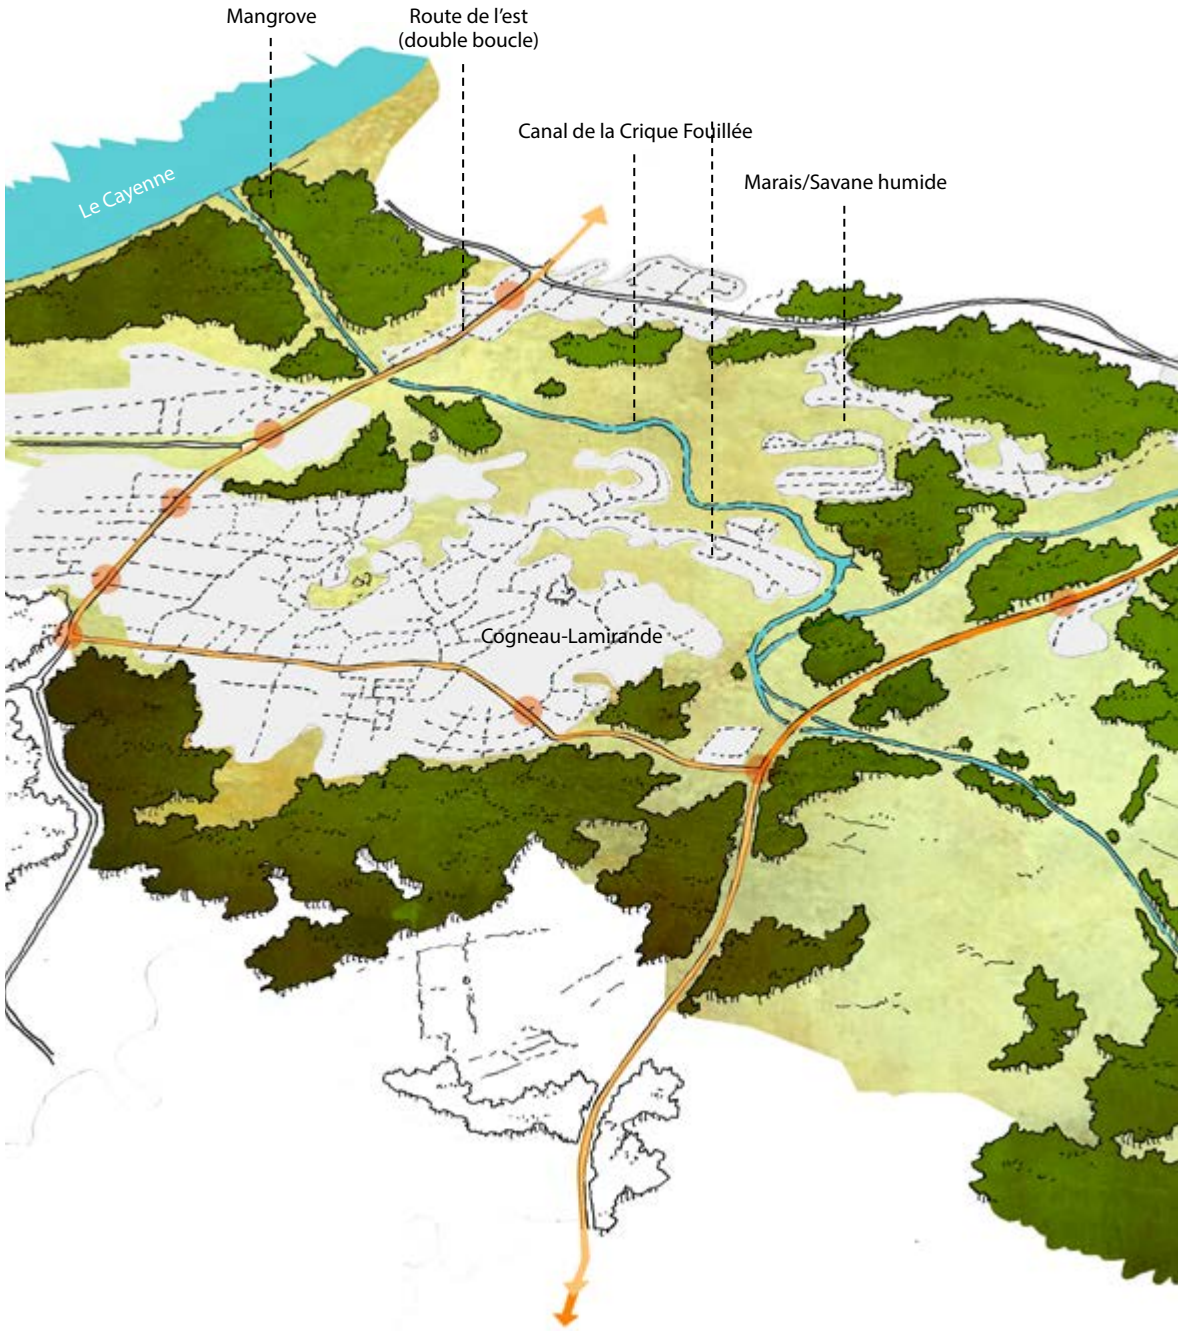 Mangrove
Route de l'est
(double boucle)
Canal de la Crique Fouillée
Marais/Savane humide
Le Cayenne
Cogneau-Lamirande